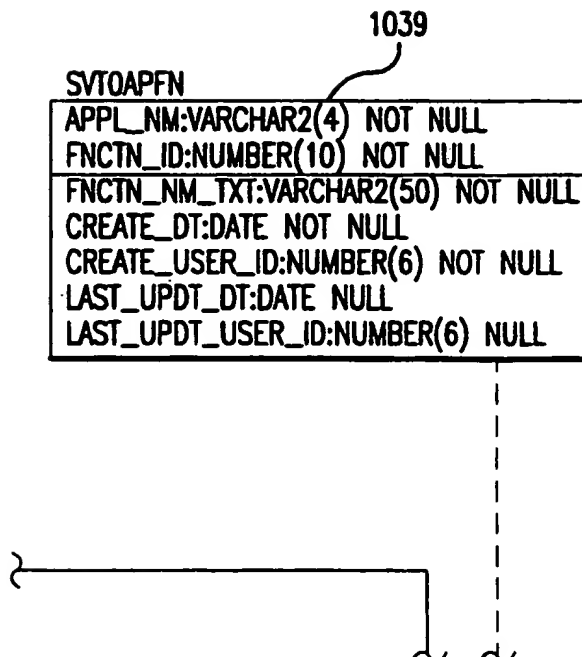 1039
SVTOAPFN
APPL_NM:VARCHAR2(4) NOT NULL
FNCTN_ID:NUMBER(10) NOT NULL
FNCTN_NM_TXT:VARCHAR2(50) NOT NULL
CREATE_DT:DATE NOT NULL
CREATE_USER_ID:NUMBER(6) NOT NULL
LAST_UPDT_DT:DATE NULL
LAST_UPDT_USER_ID:NUMBER(6) NULL